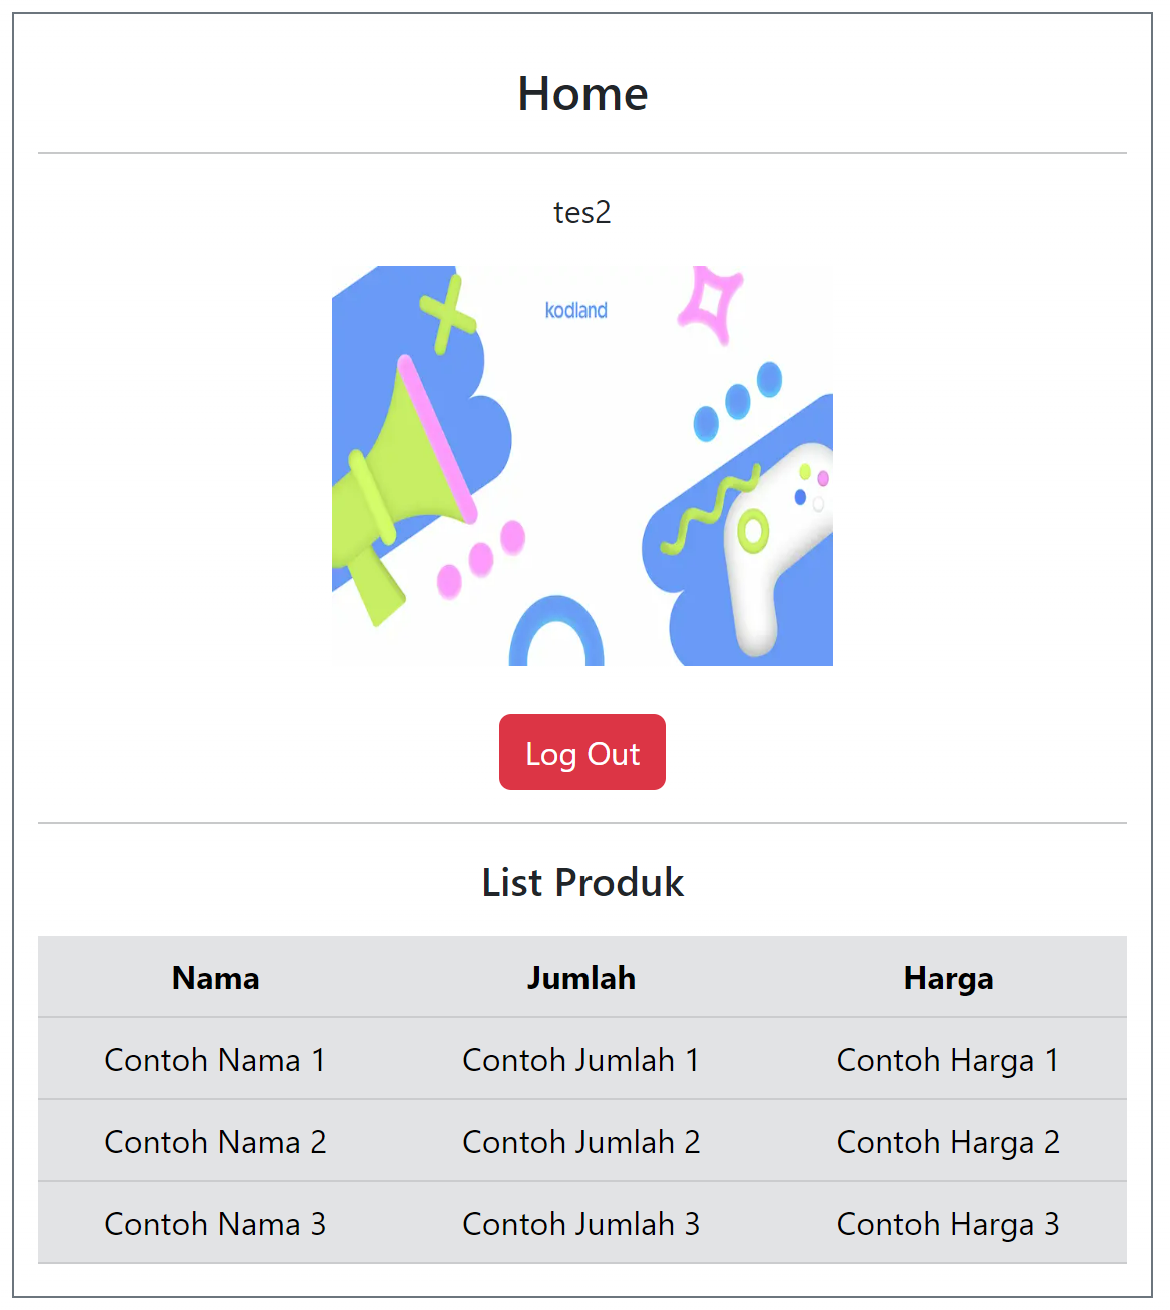 Home
tes2
kodland
Log Out
List Produk
Nama Jumlah Harga
Contoh Nama 1 Contoh Jumlah 1 Contoh Harga 1
Contoh Nama 2 Contoh Jumlah 2 Contoh Harga 2
Contoh Nama 3 Contoh Jumlah 3 Contoh Harga 3